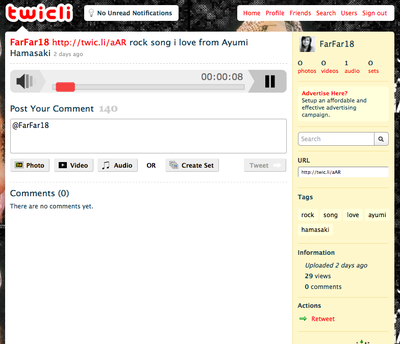 twicli
No Unread Notifications
Home Profile Friends Search Users Sign out
FarFar18 http://twic.li/aAR rock song i love from Ayumi
Hamasaki 2 days ago
00:00:08
Post Your Comment 140
@FarFar18
Photo Video Audio OR Create Set Tweet
Comments (0)
There are no comments yet.
FarFar18
0 0 1 0
photos videos audio sets
Advertise Here?
Setup an affordable and
effective advertising
campaign.
Search
URL
http://twic.li/aAR
Tags
rock song love ayumi
hamasaki
Information
Uploaded 2 days ago
29 views
0 comments
Actions
Retweet